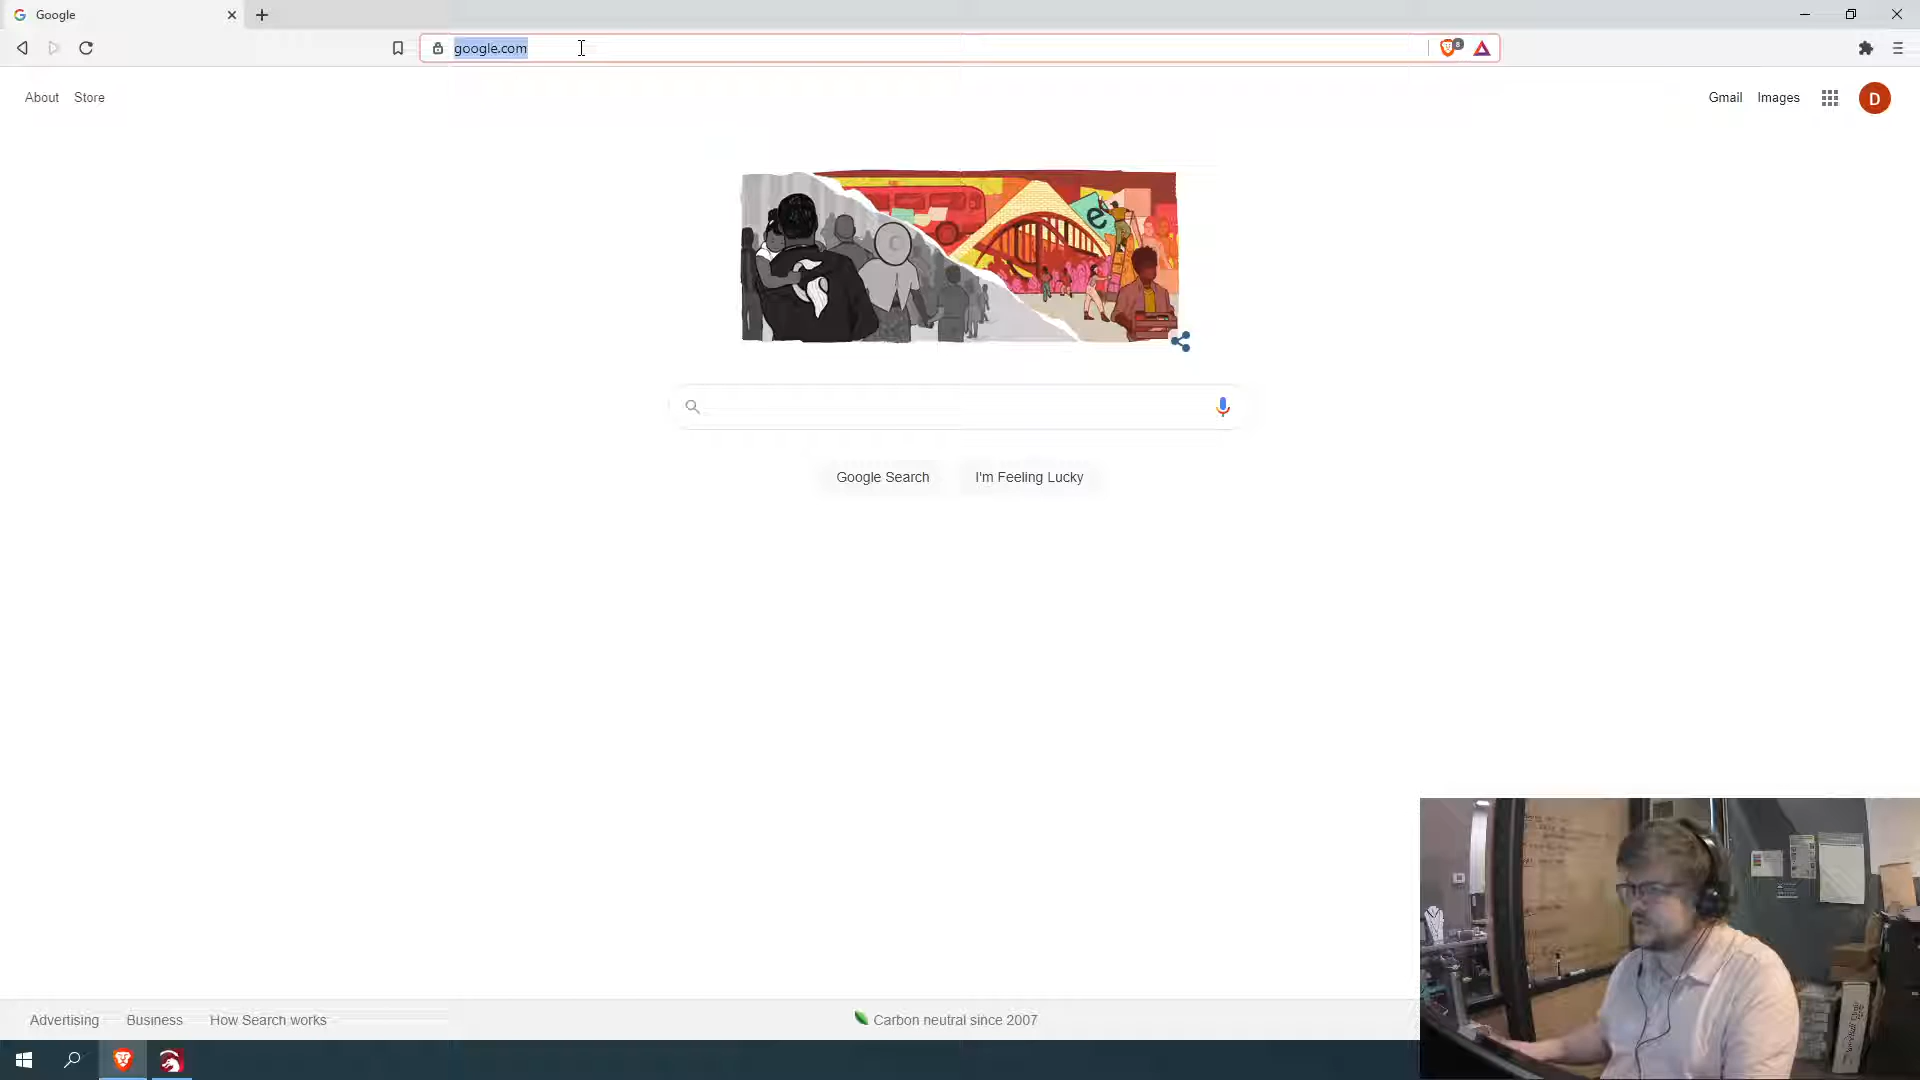 Google
google.com
8
About Store
Gmail Images
D
e
Google Search I'm Feeling Lucky
Advertising Business How Search works
Carbon neutral since 2007